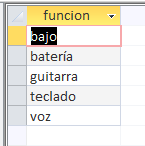 funcion
bajo
batería
guitarra
teclado
voz